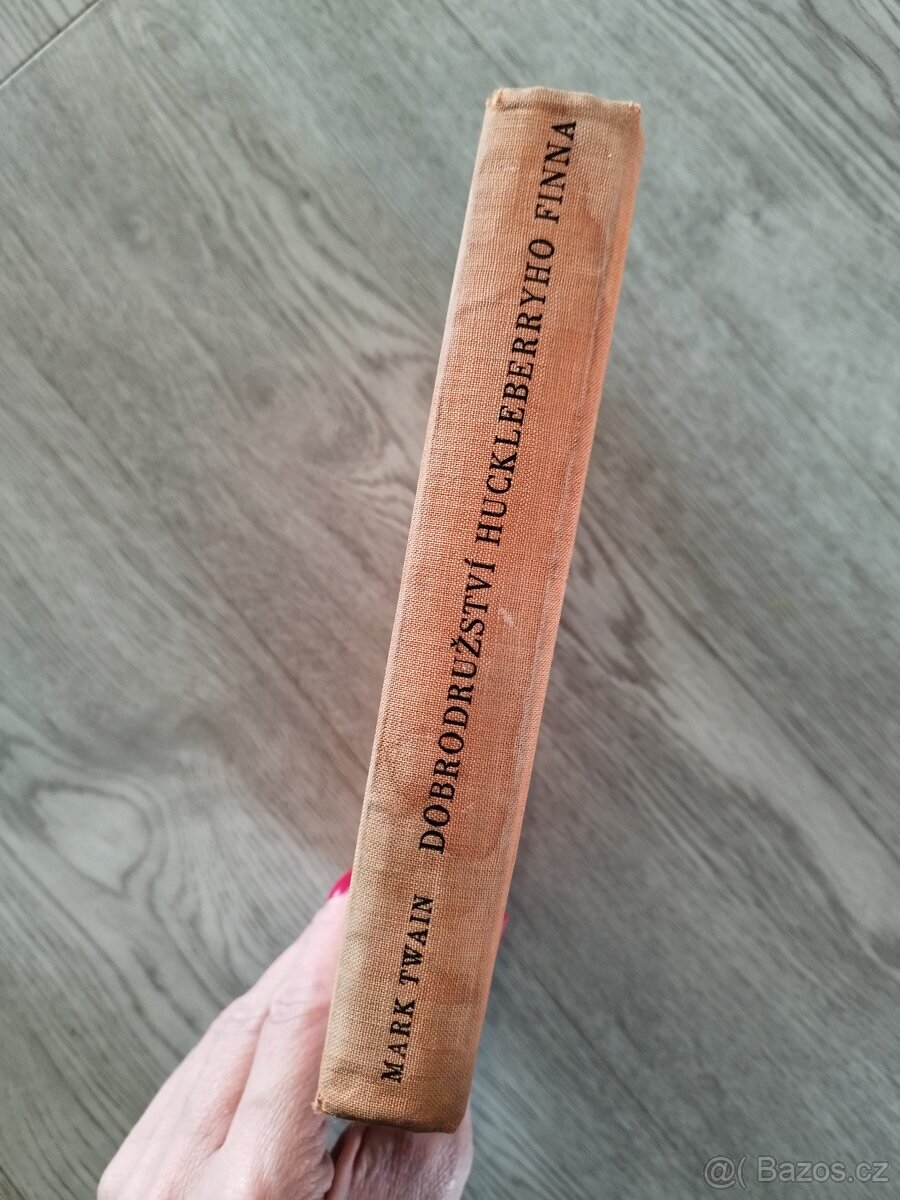 MARK TWAIN DOBRODRUŽSTVÍ HUCKLEBERRYHO FINNA
@( Bazos.cz